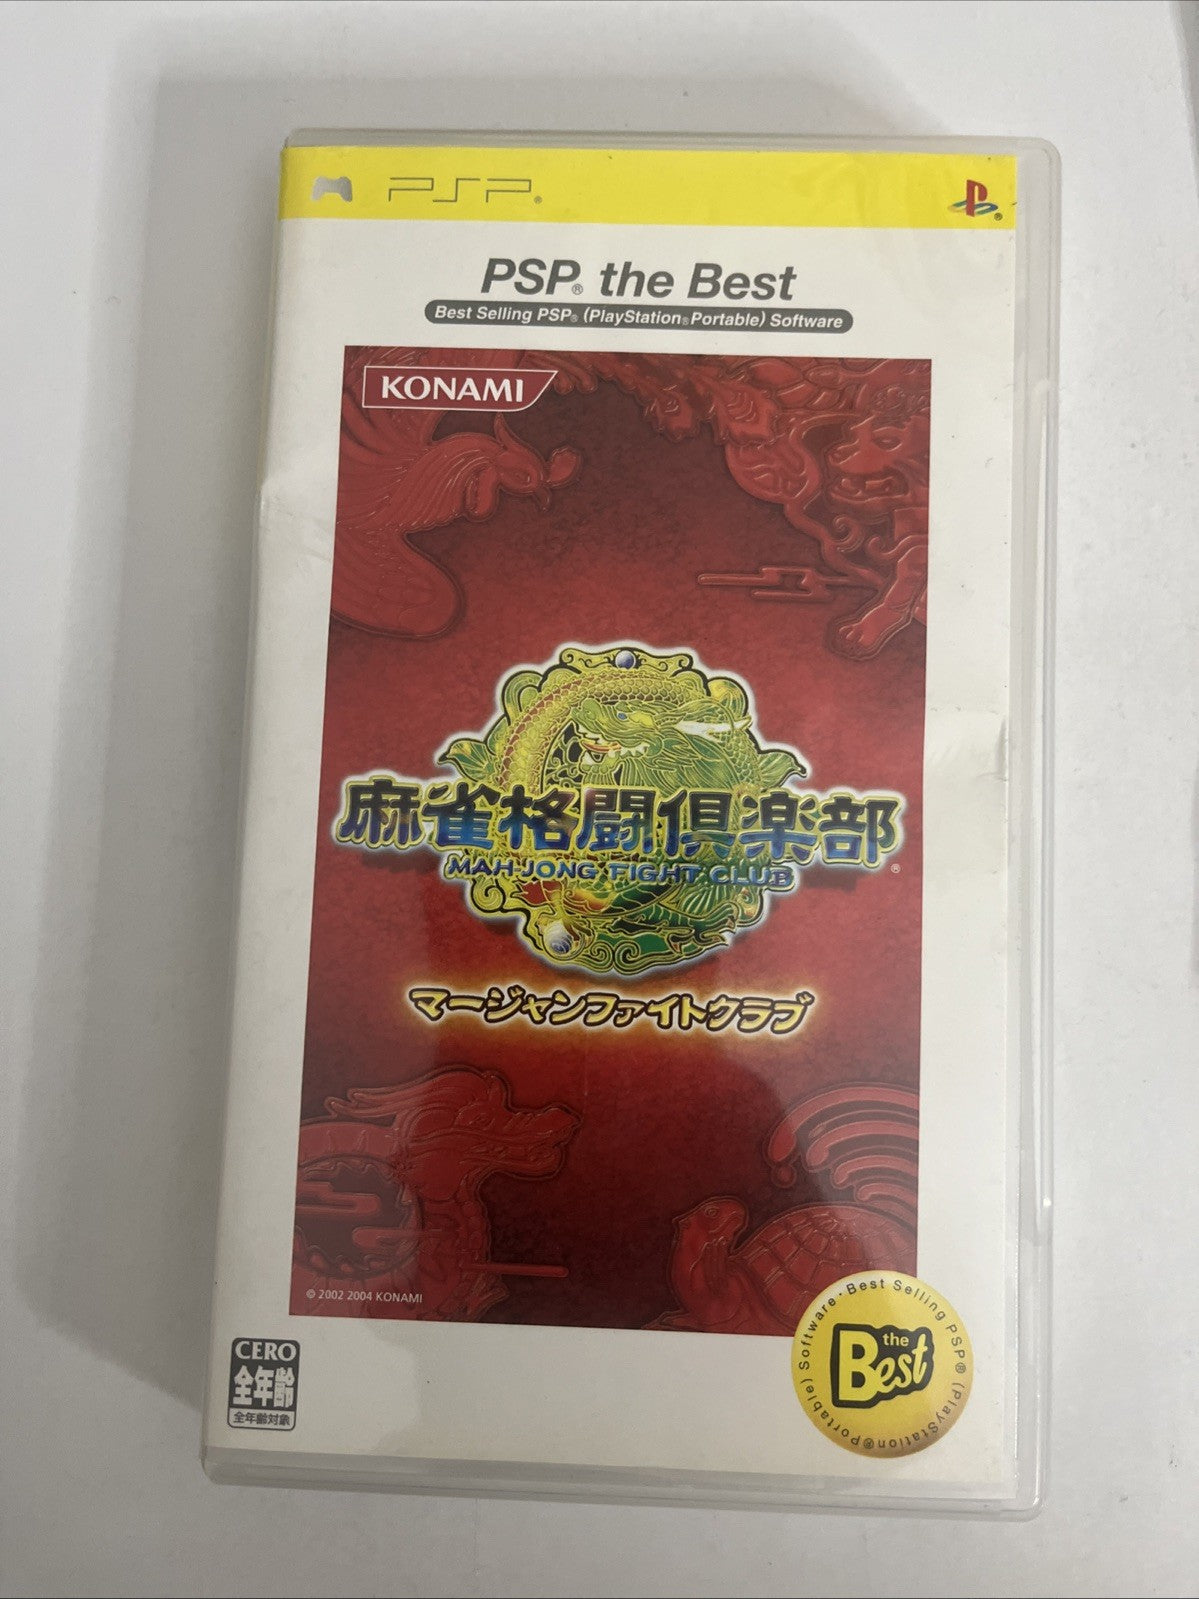 PSP®
PSP® the Best
Best Selling PSP® (PlayStation®Portable) Software
KONAMI
麻雀格闘倶楽部®
MAH-JONG FIGHT CLUB
マージャンファイトクラブ
© 2002 2004 KONAMI
CERO
全年齢
全年齢対象
Best Selling PSP® (PlayStation®Portable) Software
the
Best